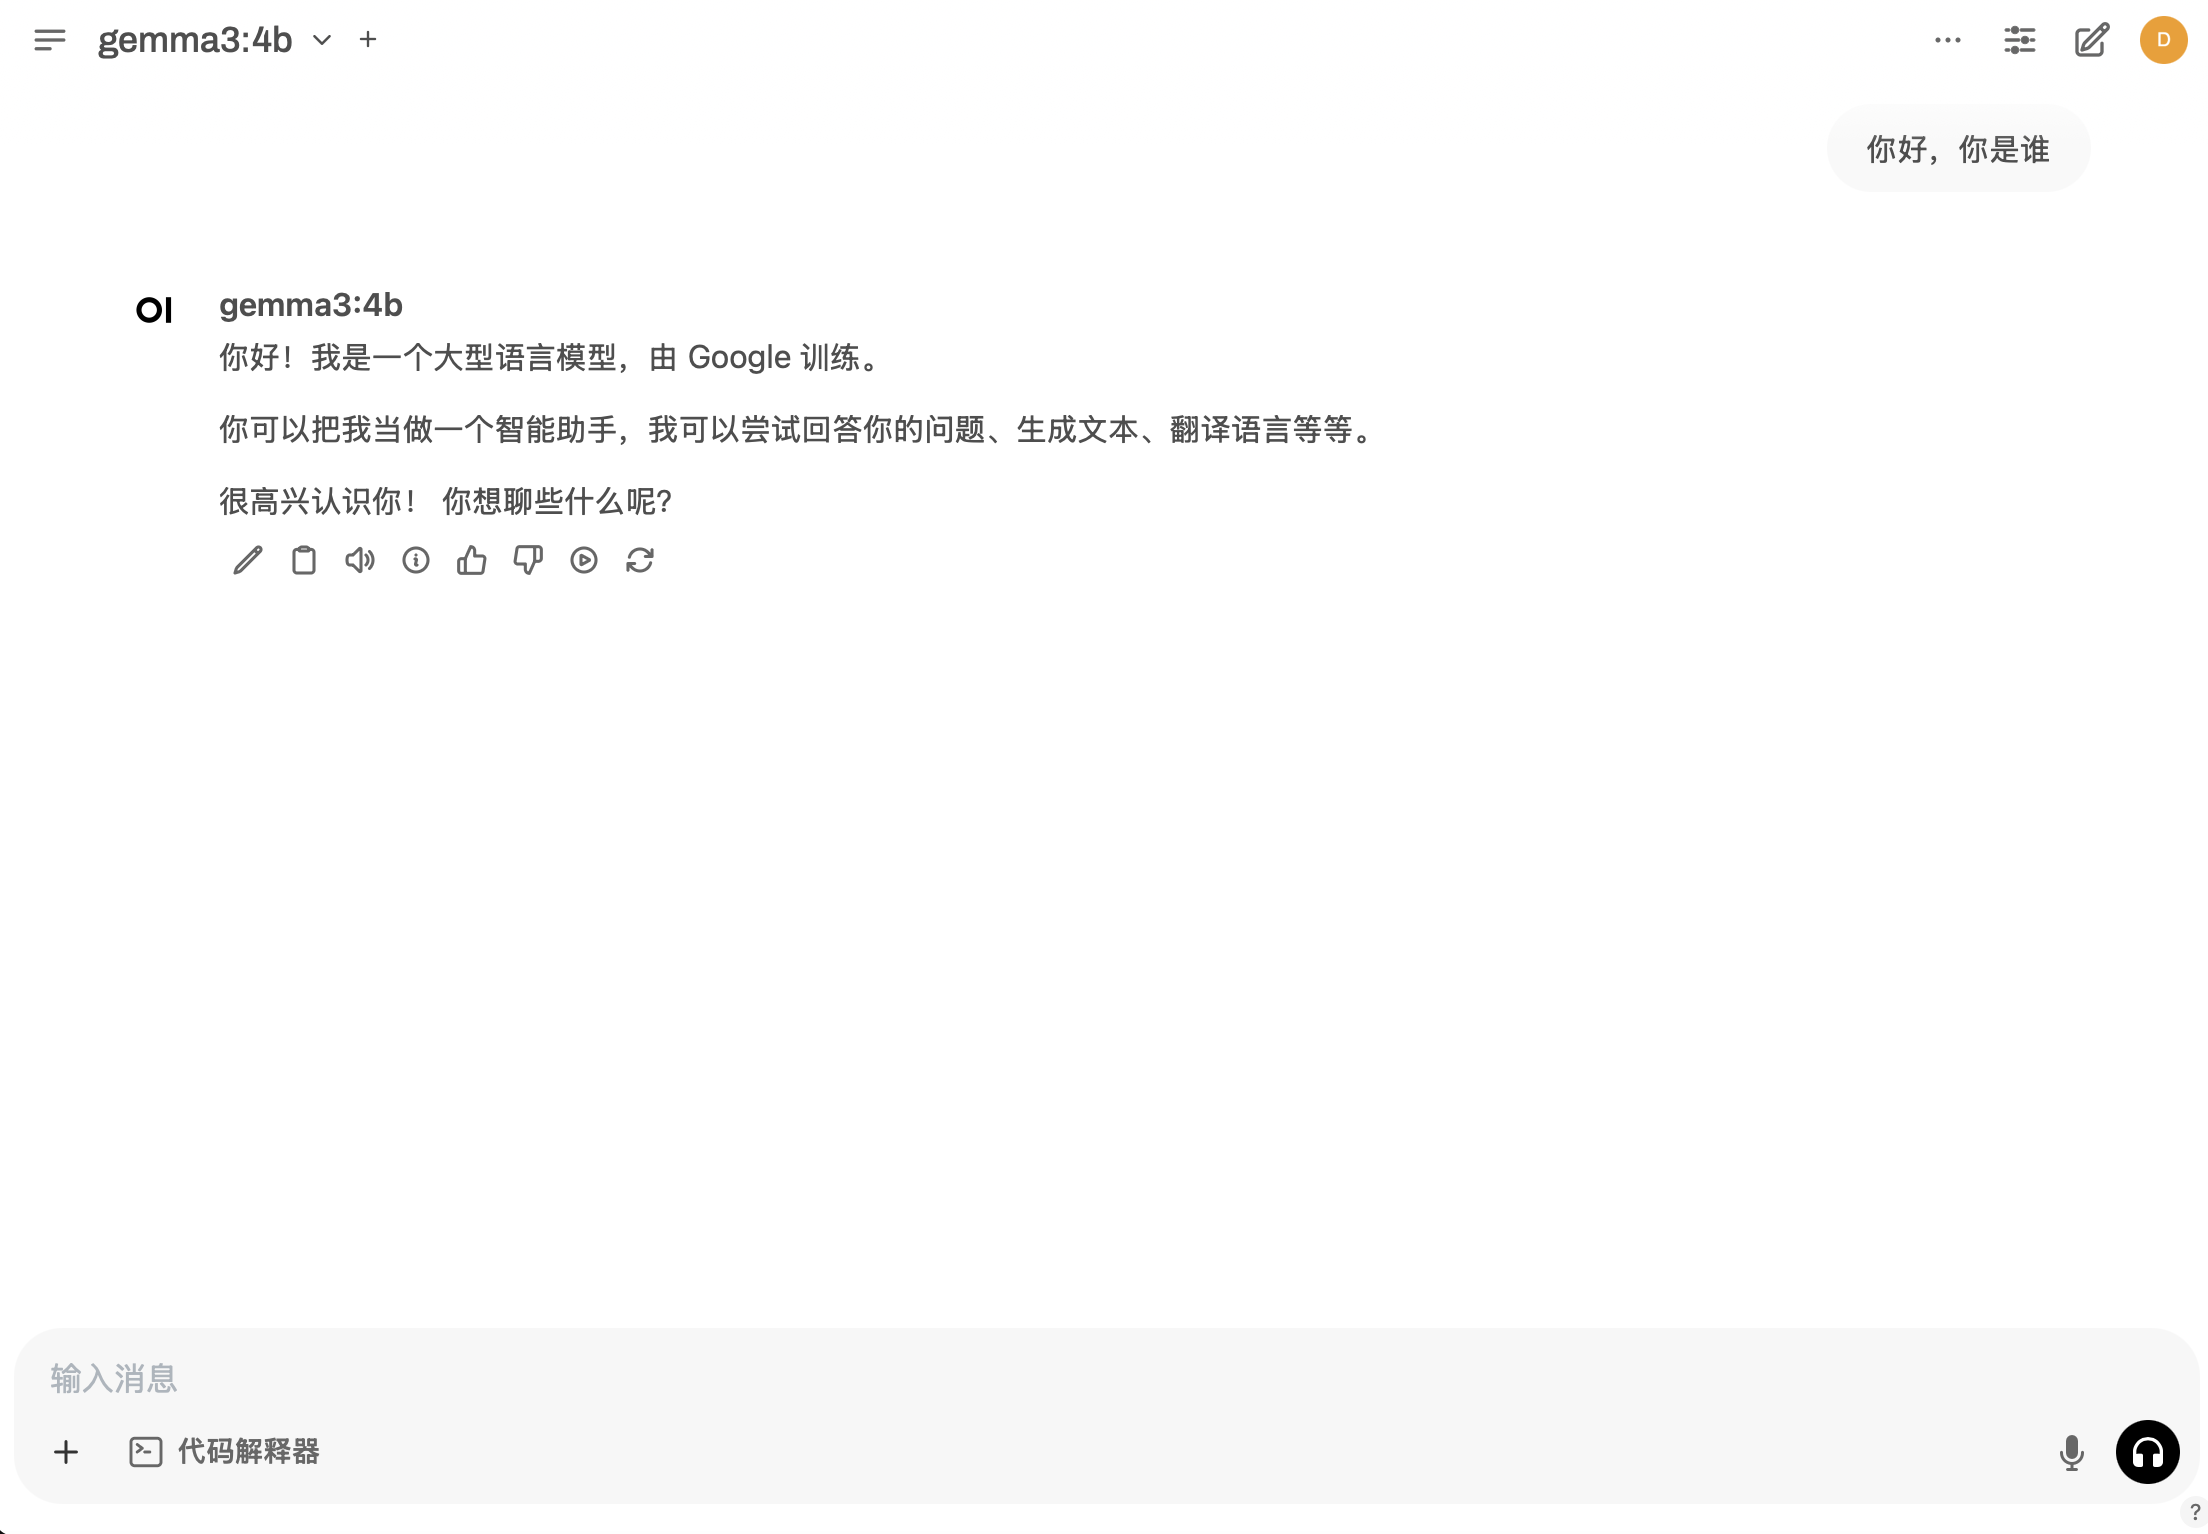 gemma3:4b
D
你好，你是谁
OI
gemma3:4b
你好！我是一个大型语言模型，由 Google 训练。
你可以把我当做一个智能助手，我可以尝试回答你的问题、生成文本、翻译语言等等。
很高兴认识你！ 你想聊些什么呢?
输入消息
代码解释器
?